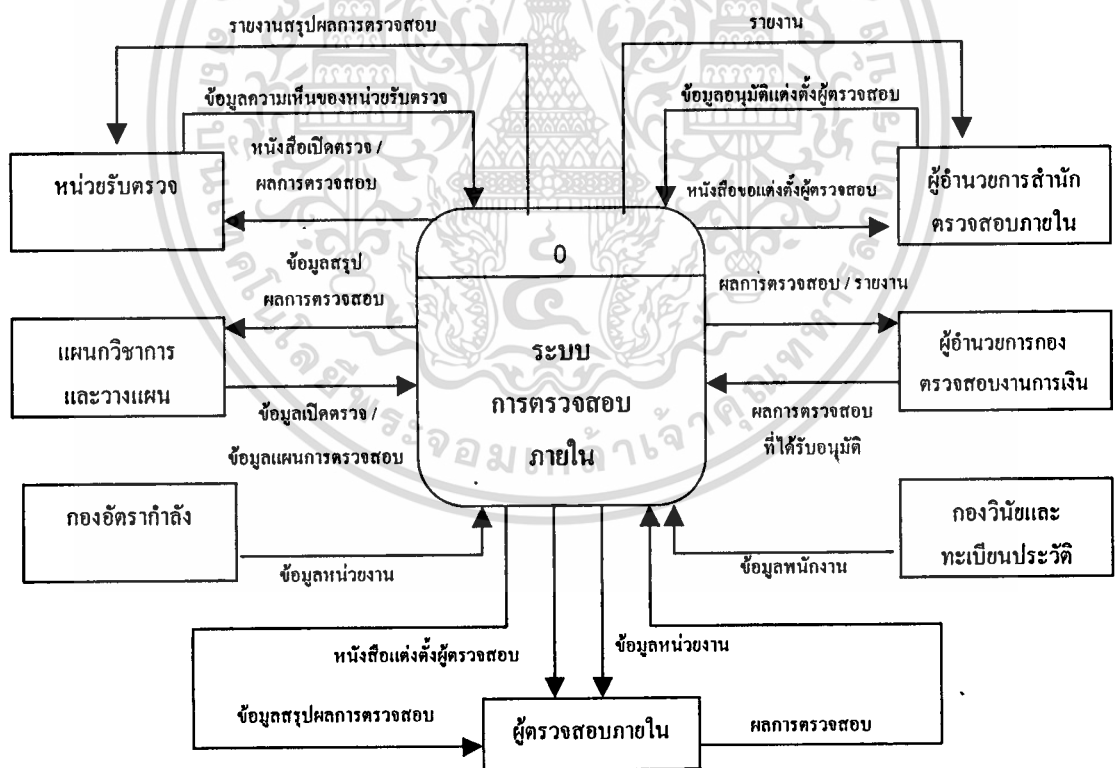 รายงานสรุปผลการตรวจสอบ
รายงาน
ข้อมูลความเห็นของหน่วยรับตรวจ
ข้อมูลอนุมัติแต่งตั้งผู้ตรวจสอบ
หนังสือเปิดตรวจ /
ผลการตรวจสอบ
หน่วยรับตรวจ
หนังสือขอแต่งตั้งผู้ตรวจสอบ
ผู้อำนวยการสำนัก
ตรวจสอบภายใน
0
ข้อมูลสรุป
ผลการตรวจสอบ
ผลการตรวจสอบ / รายงาน
แผนกวิชาการ
และวางแผน
ระบบ
การตรวจสอบ
ภายใน
ผู้อำนวยการกอง
ตรวจสอบงานการเงิน
ข้อมูลเปิดตรวจ /
ข้อมูลแผนการตรวจสอบ
ผลการตรวจสอบ
ที่ได้รับอนุมัติ
กองอัตรากำลัง
กองวินัยและ
ทะเบียนประวัติ
ข้อมูลหน่วยงาน
ข้อมูลพนักงาน
หนังสือแต่งตั้งผู้ตรวจสอบ
ข้อมูลหน่วยงาน
ข้อมูลสรุปผลการตรวจสอบ
ผู้ตรวจสอบภายใน
ผลการตรวจสอบ